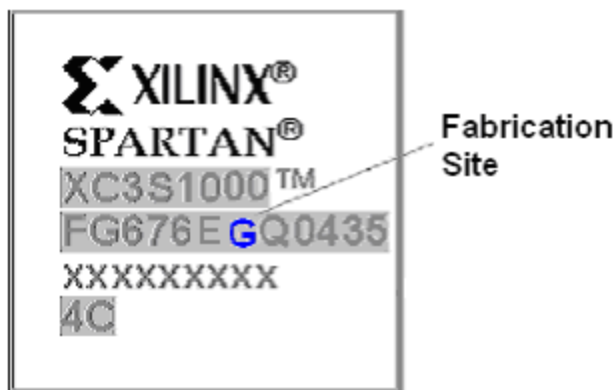 XILINX®
SPARTAN®
XC3S1000™
FG676EGQ0435
XXXXXXXXX
4C
Fabrication
Site